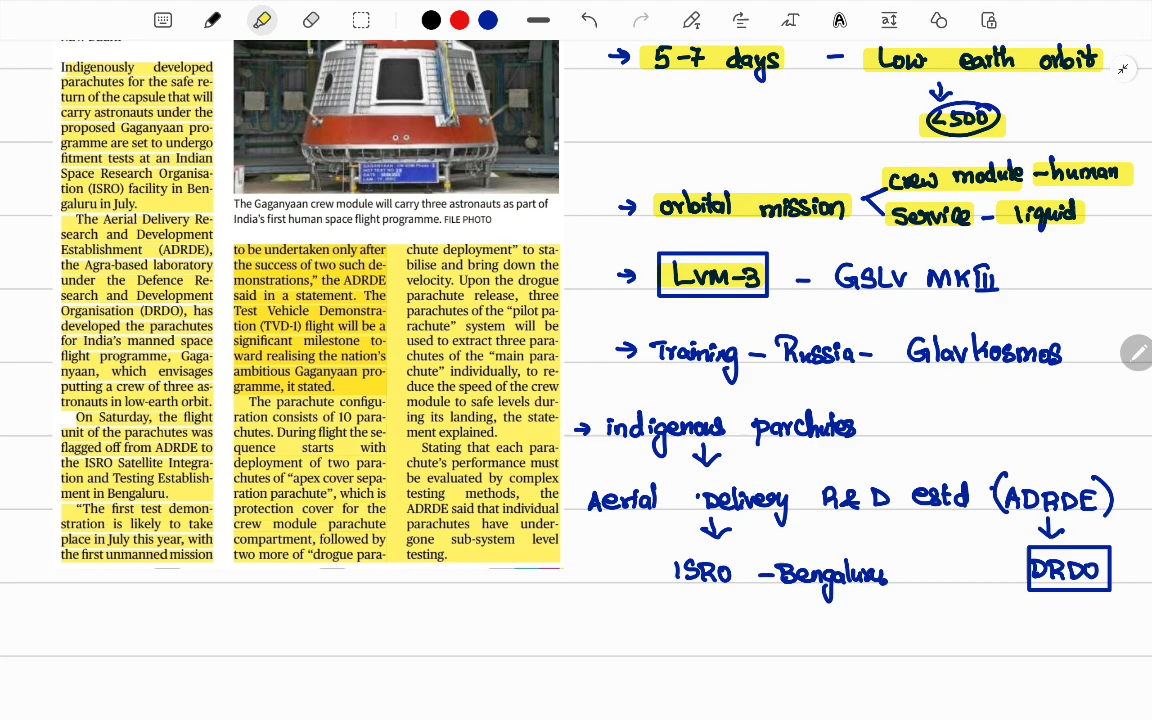 Indigenously developed
parachutes for the safe re-
turn of the capsule that will
carry astronauts under the
proposed Gaganyaan pro-
gramme are set to undergo
fitment tests at an Indian
Space Research Organisa-
tion (ISRO) facility in Ben-
galuru in July.
The Aerial Delivery Re-
search and Development
Establishment (ADRDE),
the Agra-based laboratory
under the Defence Re-
search and Development
Organisation (DRDO), has
developed the parachutes
for India's manned space
flight programme, Gaga-
nyaan, which envisages
putting a crew of three as-
tronauts in low-earth orbit.
On Saturday, the flight
unit of the parachutes was
flagged off from ADRDE to
the ISRO Satellite Integra-
tion and Testing Establish-
ment in Bengaluru.
"The first test demon-
stration is likely to take
place in July this year, with
the first unmanned mission
The Gaganyaan crew module will carry three astronauts as part of
India's first human space flight programme. FILE PHOTO
to be undertaken only after
the success of two such de-
monstrations," the ADRDE
said in a statement. The
Test Vehicle Demonstra-
tion (TVD-1) flight will be a
significant milestone to-
ward realising the nation's
ambitious Gaganyaan pro-
gramme, it stated.
The parachute configu-
ration consists of 10 para-
chutes. During flight the se-
quence starts with
deployment of two para-
chutes of "apex cover sepa-
ration parachute", which is
protection cover for the
crew module parachute
compartment, followed by
two more of "drogue para-
chute deployment" to sta-
bilise and bring down the
velocity. Upon the drogue
parachute release, three
parachutes of the "pilot pa-
rachute" system will be
used to extract three para-
chutes of the "main para-
chute" individually, to re-
duce the speed of the crew
module to safe levels dur-
ing its landing, the state-
ment explained.
Stating that each para-
chute's performance must
be evaluated by complex
testing methods, the
ADRDE said that individual
parachutes have under-
gone sub-system level
testing.
→ 5-7 days - Low earth orbit
<500
→ orbital mission
crew module - human
Service - liquid
→ LVM-3 - GSLV MK III
→ Training - Russia - Glavkosmos
→ indigenous parchutes
Aerial Delivery R & D estd (ADRDE)
ISRO - Bengaluru
DRDO